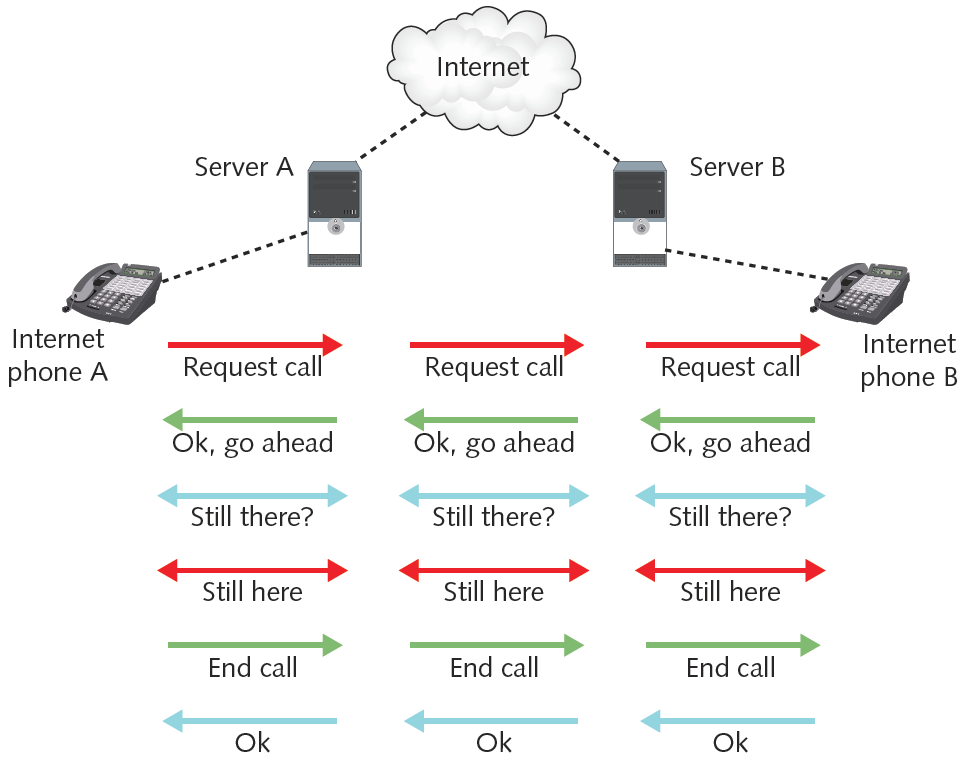 Internet
Server A
Server B
Internet
phone A
Internet
phone B
Request call
Request call
Request call
Ok, go ahead
Ok, go ahead
Ok, go ahead
Still there?
Still there?
Still there?
Still here
Still here
Still here
End call
End call
End call
Ok
Ok
Ok